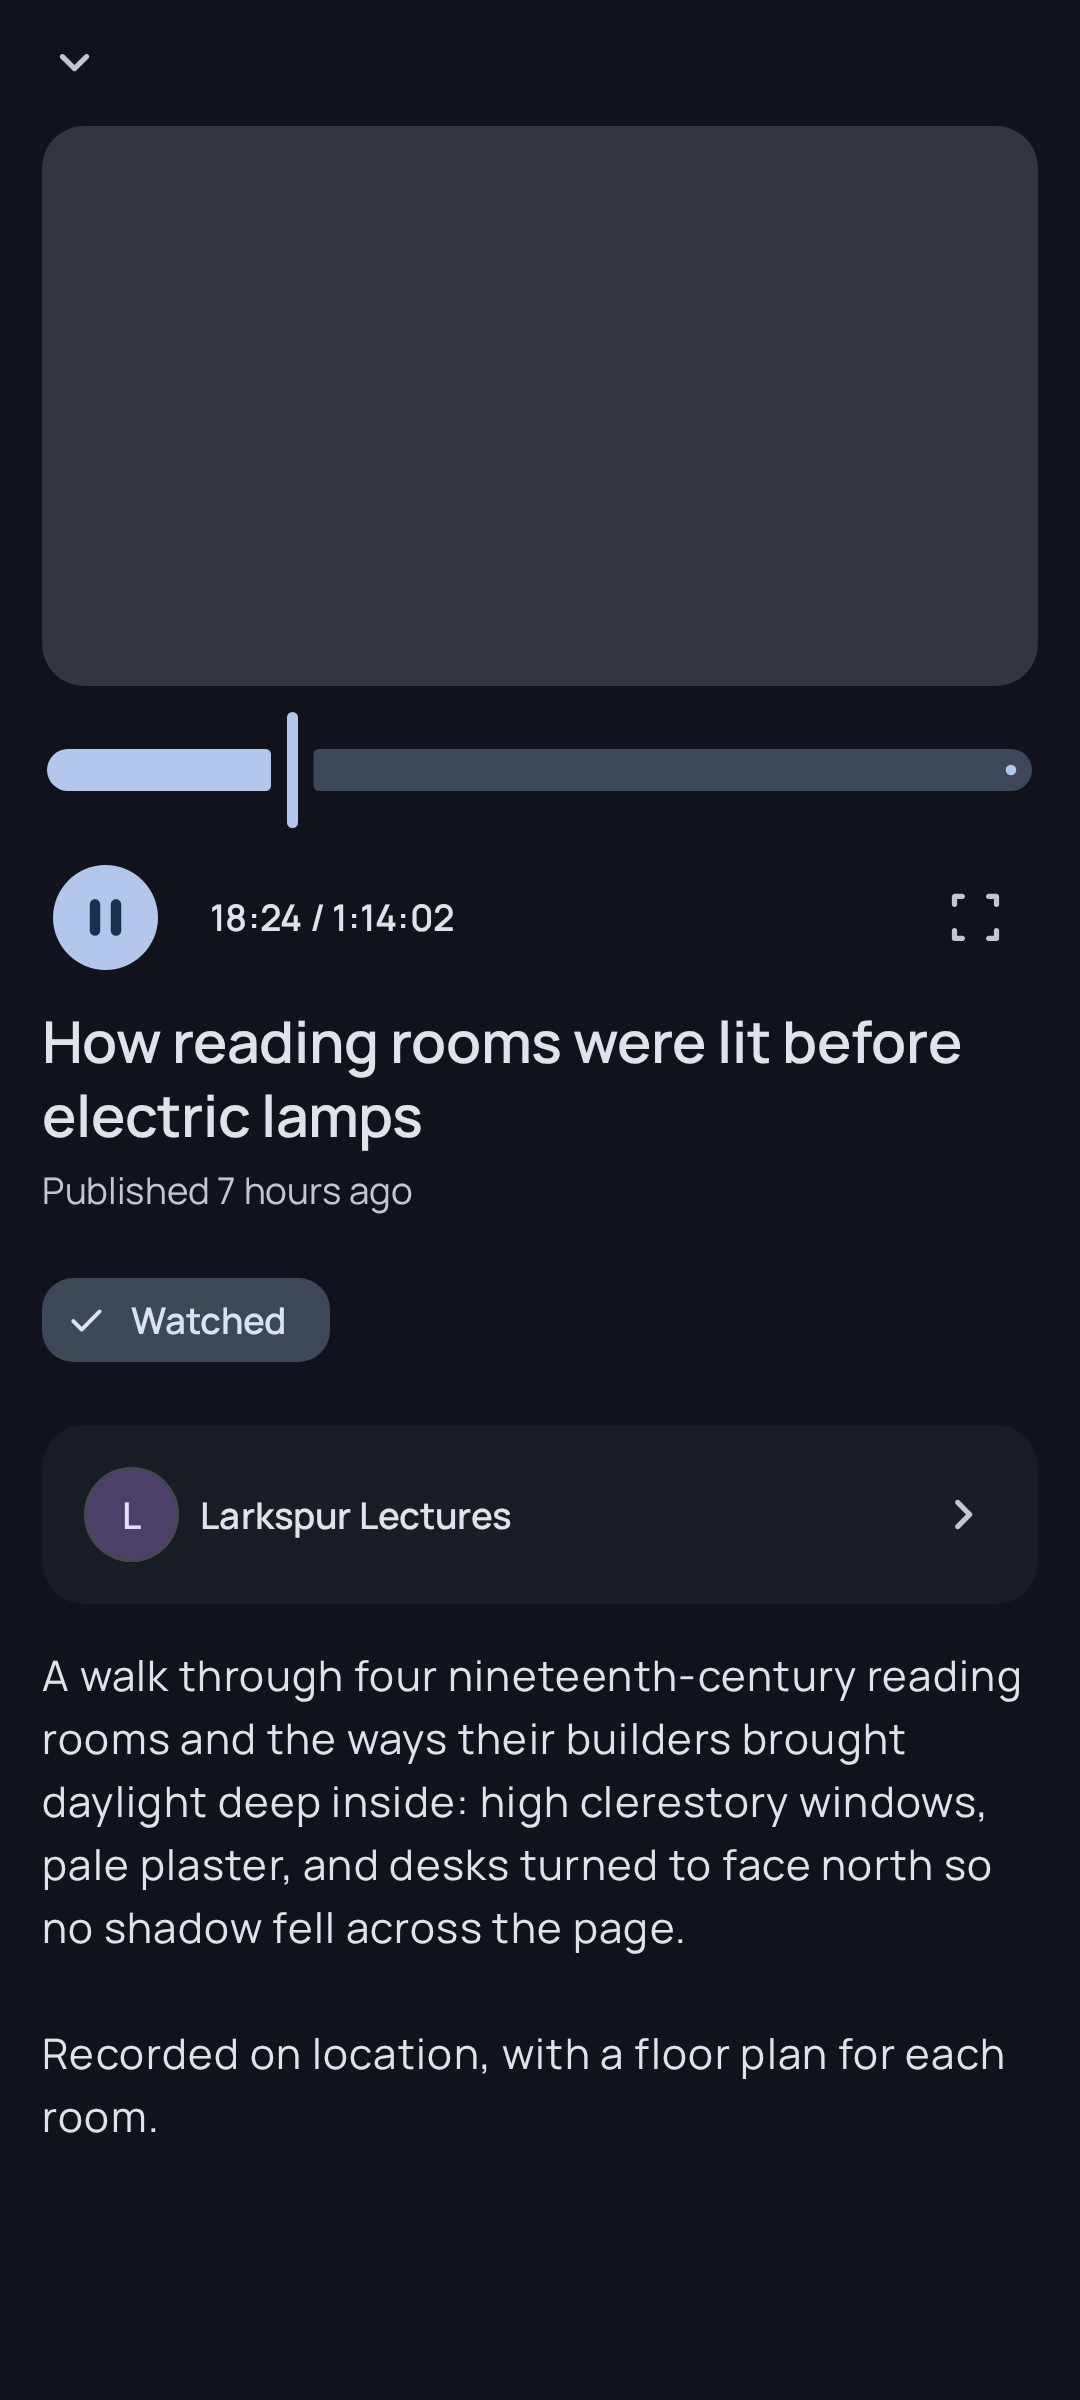 18:24 / 1:14:02
How reading rooms were lit before
electric lamps
Published 7 hours ago
Watched
L
Larkspur Lectures
A walk through four nineteenth-century reading
rooms and the ways their builders brought
daylight deep inside: high clerestory windows,
pale plaster, and desks turned to face north so
no shadow fell across the page.
Recorded on location, with a floor plan for each
room.